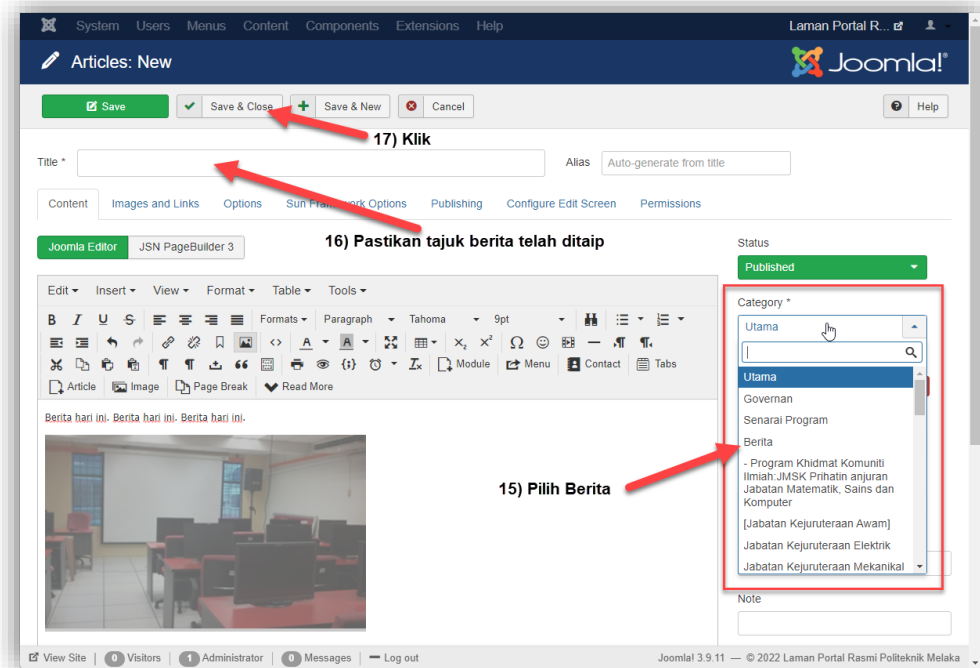 System Users Menus Content Components Extensions Help
Laman Portal R...
Articles: New
Joomla!®
Save
Save & Close
Save & New
Cancel
Help
17) Klik
Title *
Alias
Auto-generate from title
Content
Images and Links
Options
Sun Framework Options
Publishing
Configure Edit Screen
Permissions
16) Pastikan tajuk berita telah ditaip
Joomla Editor
JSN PageBuilder 3
Status
Published
Edit Insert View Format Table Tools
Category *
Utama
B I U S Formats Paragraph Tahoma 9pt
Module Menu Contact Tabs
Article Image Page Break Read More
Utama
Governan
Senarai Program
Berita
- Program Khidmat Komuniti
Ilmiah:JMSK Prihatin anjuran
Jabatan Matematik, Sains dan
Komputer
[Jabatan Kejuruteraan Awam]
Jabatan Kejuruteraan Elektrik
Jabatan Kejuruteraan Mekanikal
Berita hari ini. Berita hari ini. Berita hari ini.
15) Pilih Berita
Note
View Site 0 Visitors 1 Administrator 0 Messages Log out
Joomla! 3.9.11 — © 2022 Laman Portal Rasmi Politeknik Melaka